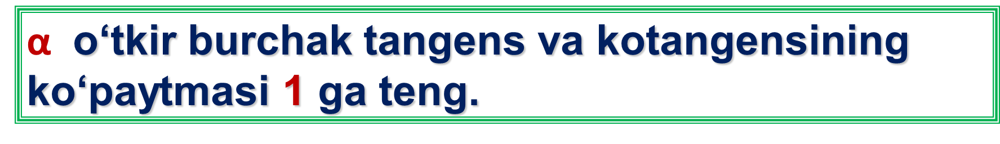 α o‘tkir burchak tangens va kotangensining
ko‘paytmasi 1 ga teng.